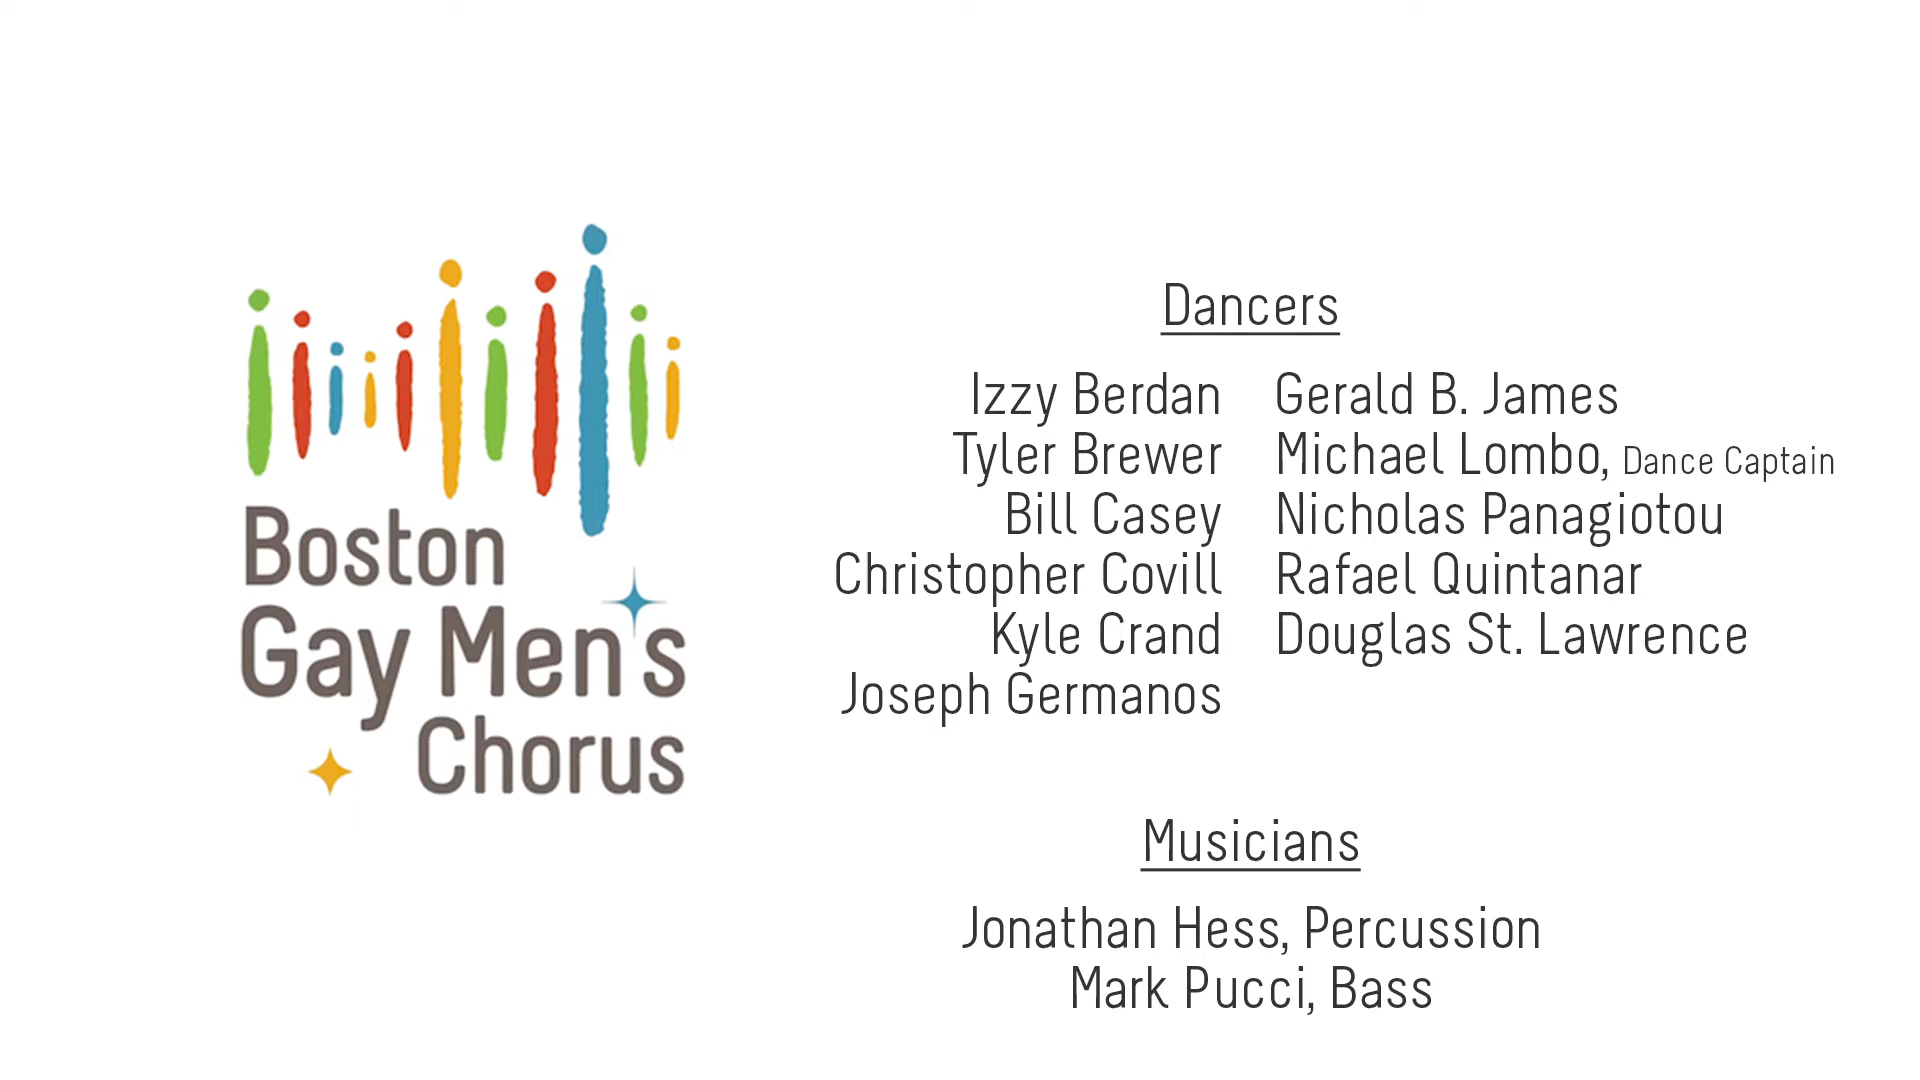 Boston
Gay Men's
Chorus
Dancers
Izzy Berdan
Tyler Brewer
Bill Casey
Christopher Covill
Kyle Crand
Joseph Germanos
Gerald B. James
Michael Lombo, Dance Captain
Nicholas Panagiotou
Rafael Quintanar
Douglas St. Lawrence
Musicians
Jonathan Hess, Percussion
Mark Pucci, Bass